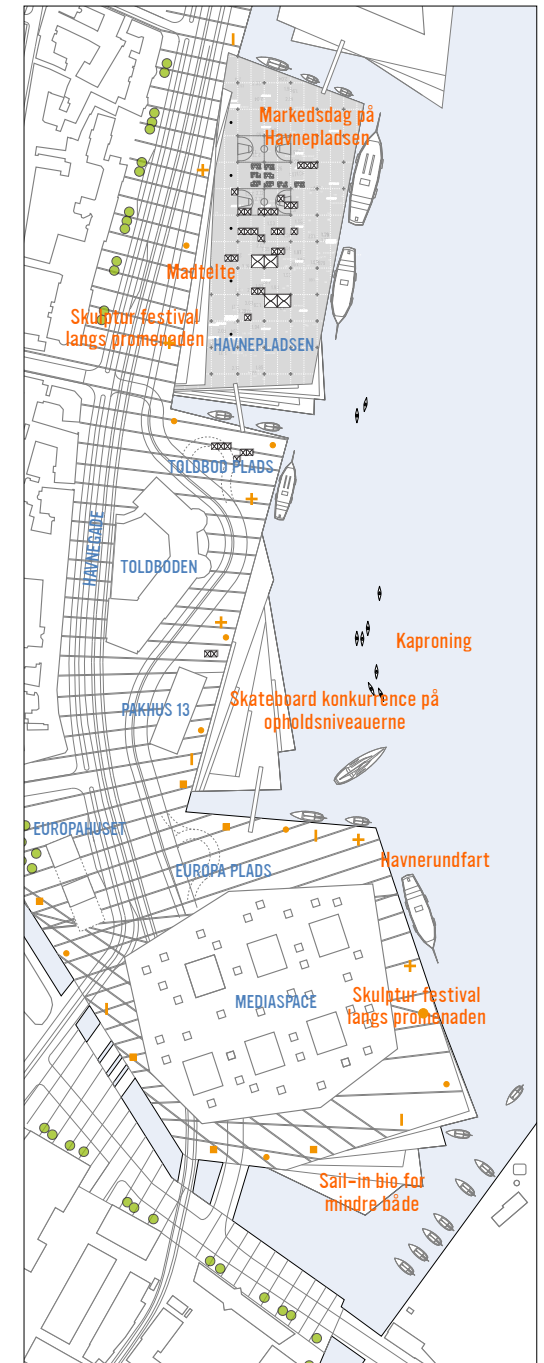 Markedsdag på
Havnepladsen
Madtelte
Skulptur festival
langs promenaden
HAVNEPLADSEN
TOLDBOD PLADS
HAVNEGADE
TOLDBODEN
Kaproning
Skateboard konkurrence på
opholdsniveauerne
PAKHUS 13
EUROPAHUSET
Havnerundfart
EUROPA PLADS
MEDIASPACE
Skulptur festival
langs promenaden
Sail-in bio for
mindre både